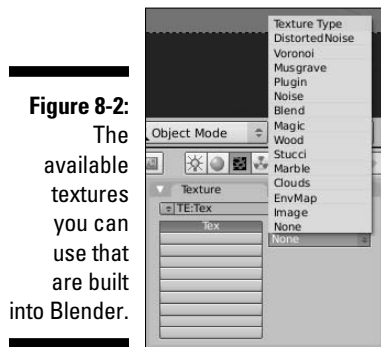 Figure 8-2:
The
available
textures
you can
use that
are built
into Blender.
Texture Type
DistortedNoise
Voronoi
Musgrave
Plugin
Noise
Blend
Magic
Wood
Stucci
Marble
Clouds
EnvMap
Image
None
Object Mode
Texture
TE:Tex
Tex
None